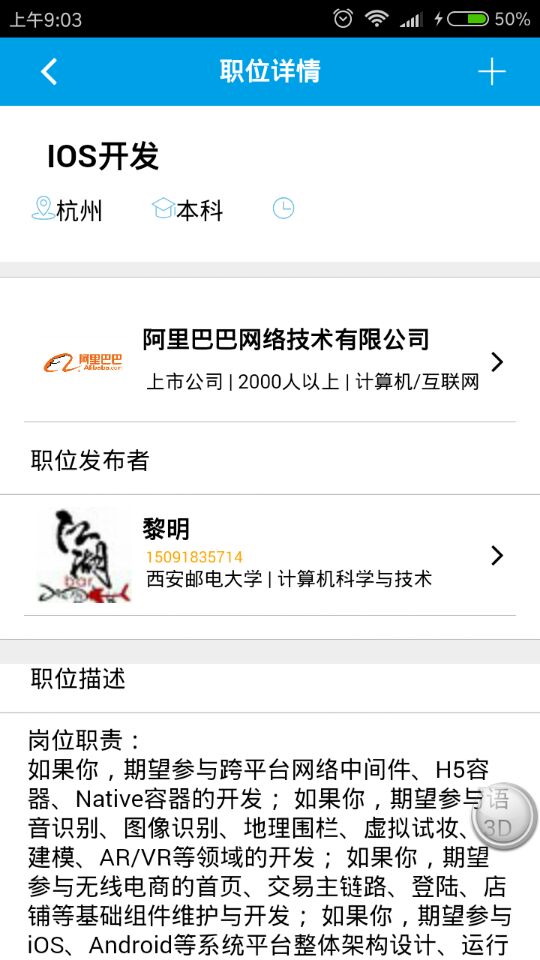 上午9:03
50%
职位详情
IOS开发
杭州
本科
阿里巴巴
Alibaba.com
阿里巴巴网络技术有限公司
上市公司 | 2000人以上 | 计算机/互联网
职位发布者
江湖
bar
黎明
15091835714
西安邮电大学 | 计算机科学与技术
职位描述
岗位职责：
如果你，期望参与跨平台网络中间件、H5容
器、Native容器的开发； 如果你，期望参与语
音识别、图像识别、地理围栏、虚拟试妆、3D
建模、AR/VR等领域的开发； 如果你，期望
参与无线电商的首页、交易主链路、登陆、店
铺等基础组件维护与开发； 如果你，期望参与
iOS、Android等系统平台整体架构设计、运行